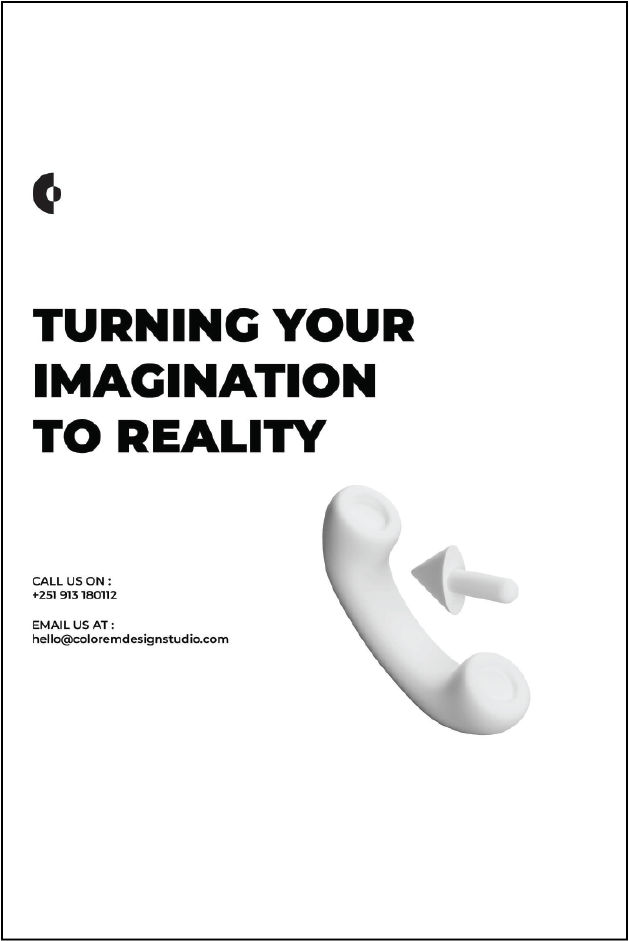 TURNING YOUR
IMAGINATION
TO REALITY
CALL US ON :
+251 913 180112
EMAIL US AT :
hello@coloremdesignstudio.com